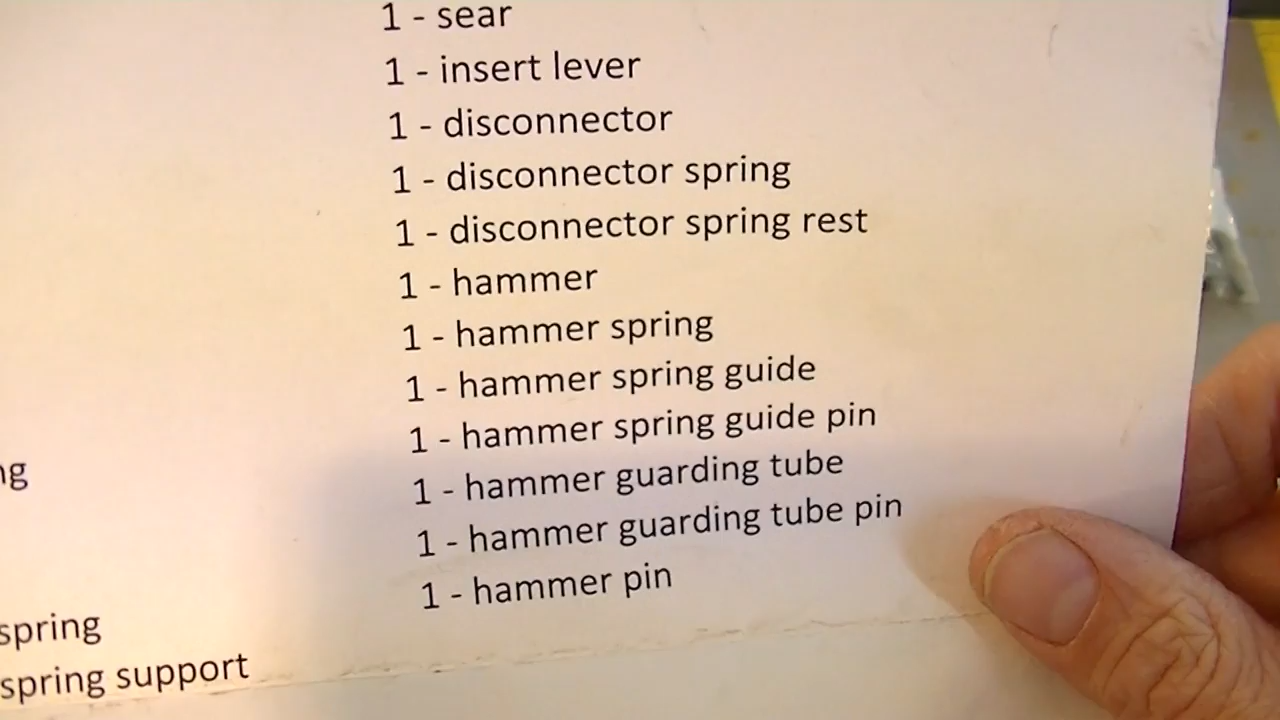 1 - sear
1 - insert lever
1 - disconnector
1 - disconnector spring
1 - disconnector spring rest
1 - hammer
1 - hammer spring
1 - hammer spring guide
1 - hammer spring guide pin
1 - hammer guarding tube
1 - hammer guarding tube pin
1 - hammer pin
spring
spring support